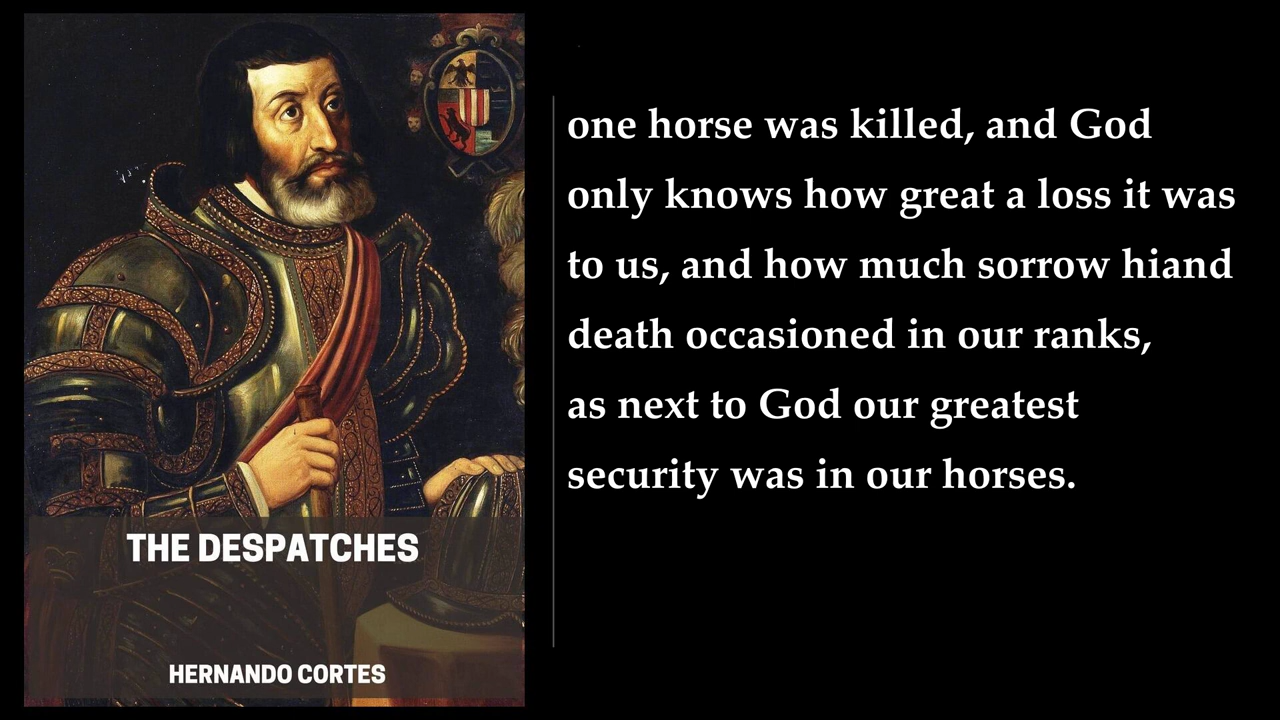 one horse was killed, and God
only knows how great a loss it was
to us, and how much sorrow hiand
death occasioned in our ranks,
as next to God our greatest
security was in our horses.
THE DESPATCHES
HERNANDO CORTES